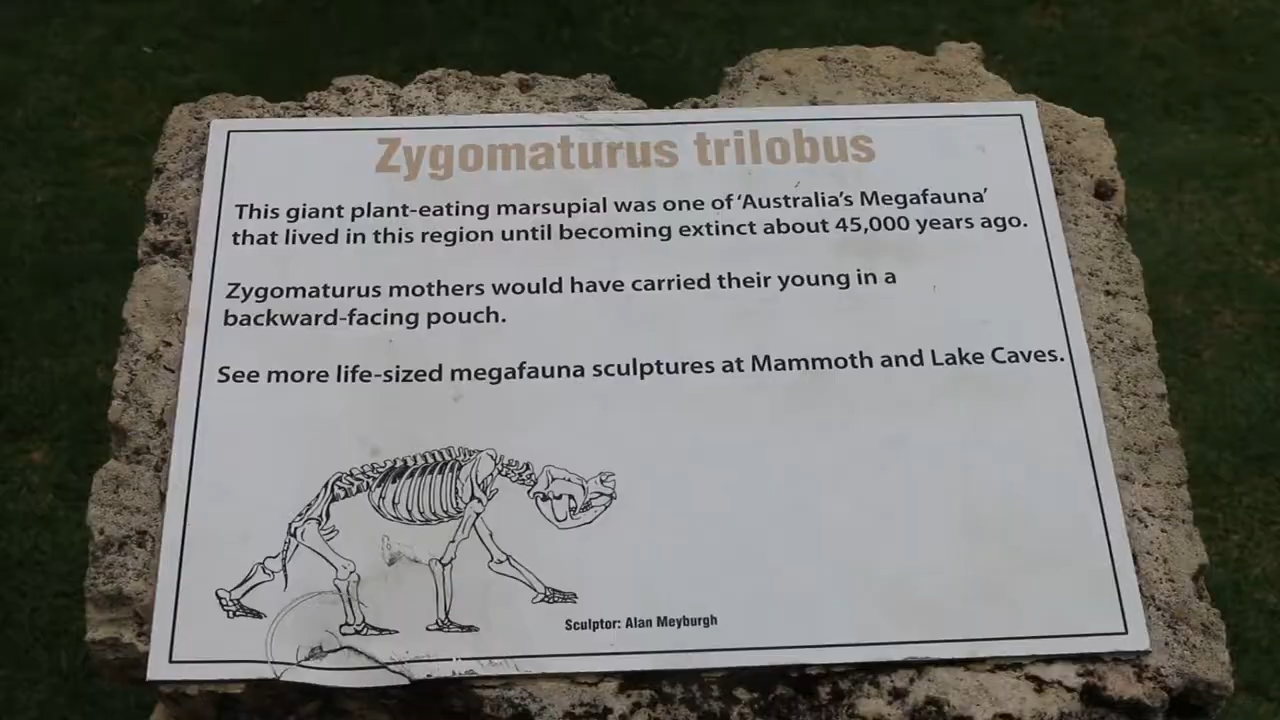 Zygomaturus trilobus
This giant plant-eating marsupial was one of 'Australia's Megafauna'
that lived in this region until becoming extinct about 45,000 years ago.
Zygomaturus mothers would have carried their young in a
backward-facing pouch.
See more life-sized megafauna sculptures at Mammoth and Lake Caves.
Sculptor: Alan Meyburgh